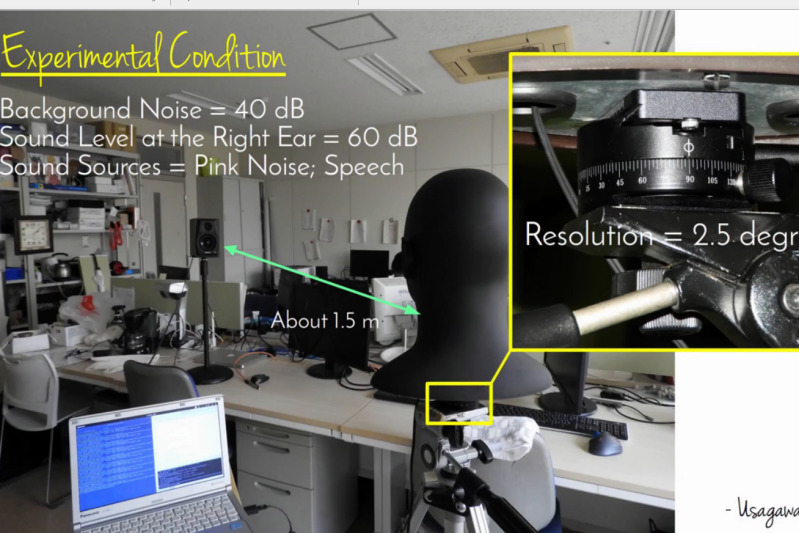 Experimental Condition
Background Noise = 40 dB
Sound Level at the Right Ear = 60 dB
Sound Sources = Pink Noise; Speech
ϕ
30 45 60 90 105
Resolution = 2.5 degr
About 1.5 m
Panasonic
- Usagawa